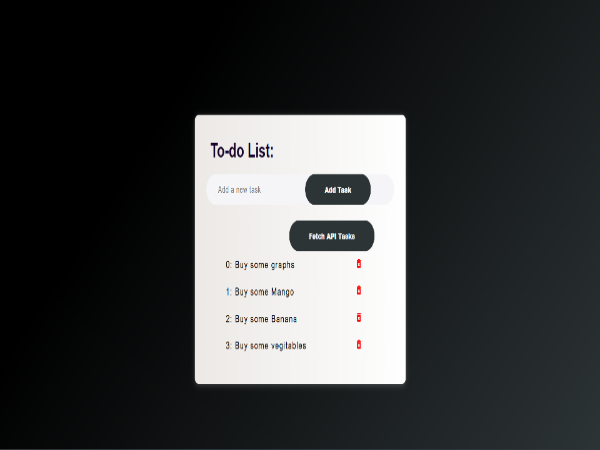 To-do List:
Add a new task
Add Task
Fetch API Tasks
0: Buy some graphs
1: Buy some Mango
2: Buy some Banana
3: Buy some vegitables